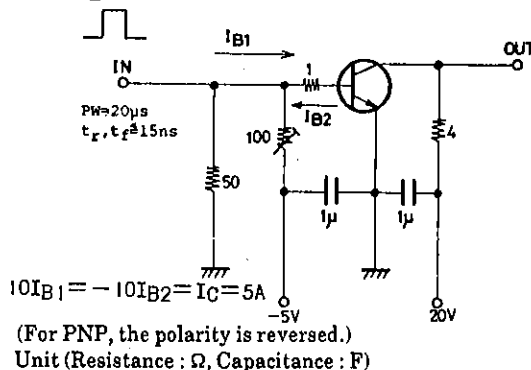 IB1
OUT
IN
1
PW=20μs
tr, tf≦15ns
IB2
100
4
50
1μ
1μ
10IB1=−10IB2=IC=5A
−5V
20V
(For PNP, the polarity is reversed.)
Unit (Resistance : Ω, Capacitance : F)